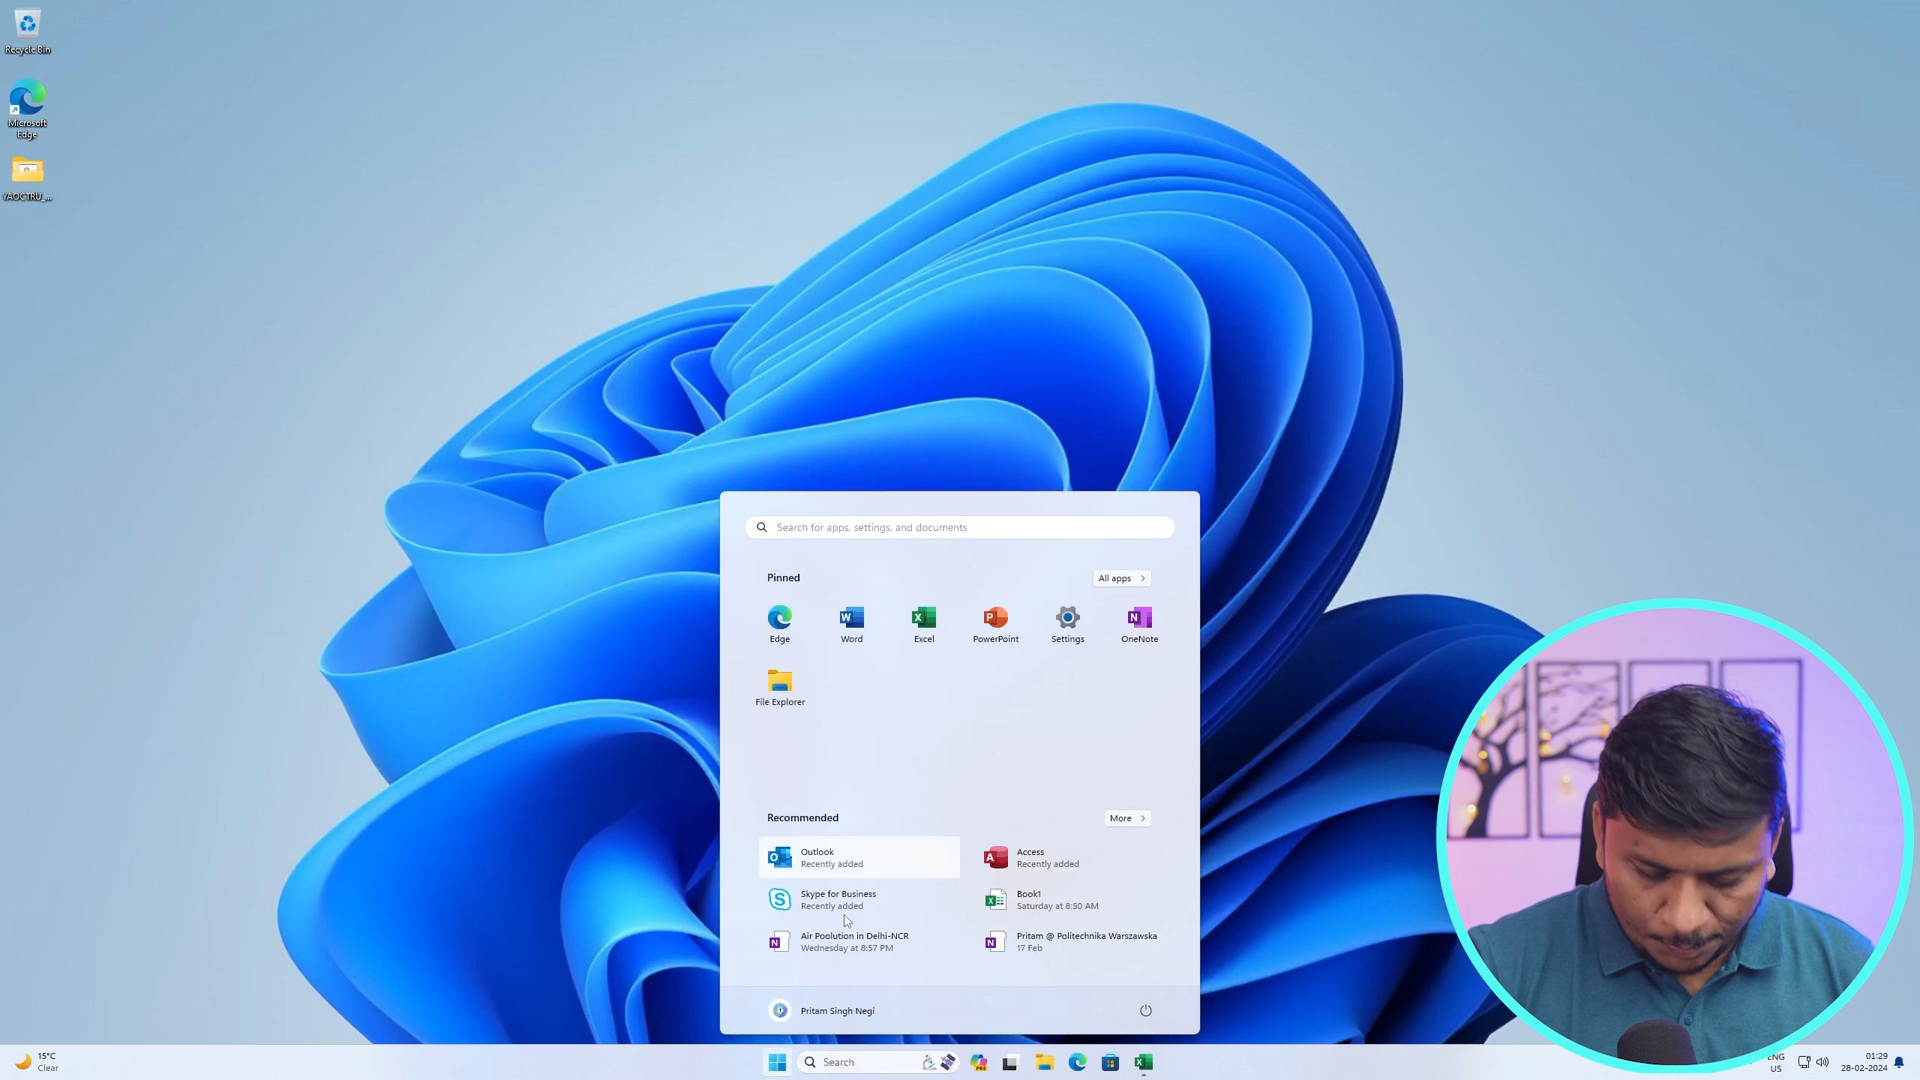 Recycle Bin
Microsoft
Edge
YAOCTRU_...
Search for apps, settings, and documents
Pinned
All apps
Edge
Word
Excel
PowerPoint
Settings
OneNote
File Explorer
Recommended
More
Outlook
Recently added
Access
Recently added
Skype for Business
Recently added
Book1
Saturday at 8:50 AM
Air Poolution in Delhi-NCR
Wednesday at 8:57 PM
Pritam @ Politechnika Warszawska
17 Feb
Pritam Singh Negi
15°C
Clear
Search
PRE
ENG
US
01:29
28-02-2024